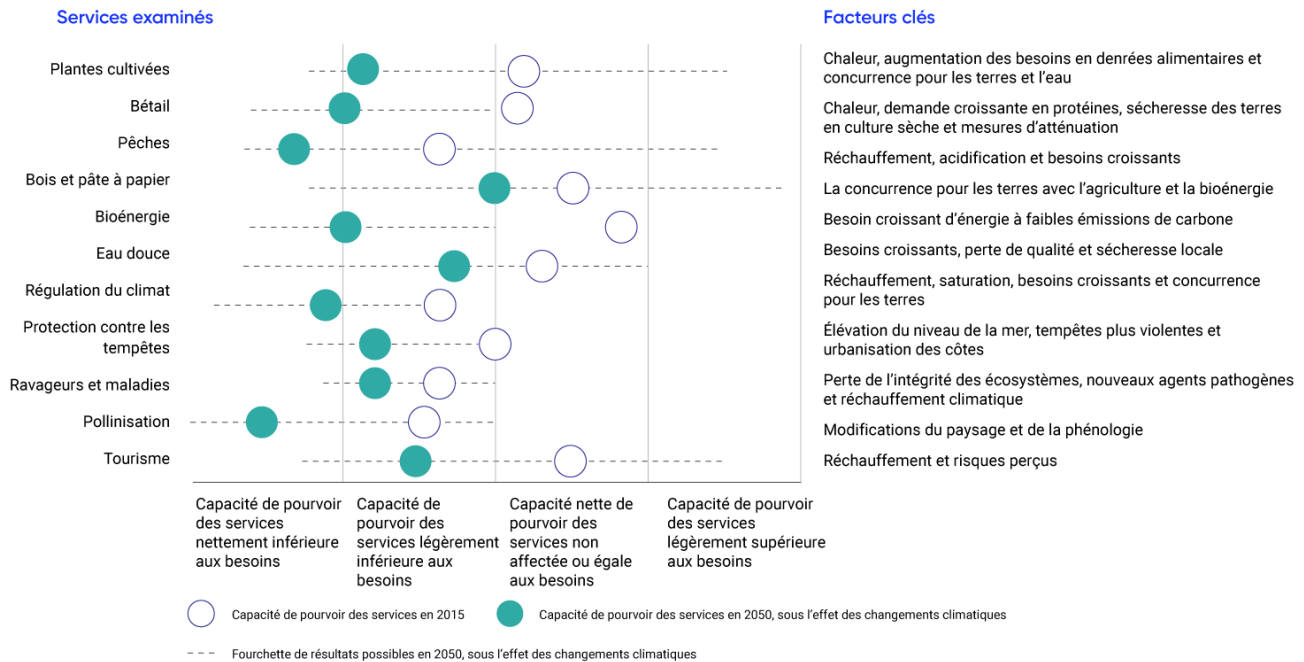 Services examinés
Facteurs clés
Plantes cultivées
Chaleur, augmentation des besoins en denrées alimentaires et
concurrence pour les terres et l'eau
Bétail
Chaleur, demande croissante en protéines, sécheresse des terres
en culture sèche et mesures d'atténuation
Pêches
Réchauffement, acidification et besoins croissants
Bois et pâte à papier
La concurrence pour les terres avec l'agriculture et la bioénergie
Bioénergie
Besoin croissant d'énergie à faibles émissions de carbone
Eau douce
Besoins croissants, perte de qualité et sécheresse locale
Régulation du climat
Réchauffement, saturation, besoins croissants et concurrence
pour les terres
Protection contre les
tempêtes
Élévation du niveau de la mer, tempêtes plus violentes et
urbanisation des côtes
Ravageurs et maladies
Perte de l'intégrité des écosystèmes, nouveaux agents pathogènes
et réchauffement climatique
Pollinisation
Modifications du paysage et de la phénologie
Tourisme
Réchauffement et risques perçus
Capacité de pourvoir
des services
nettement inférieure
aux besoins
Capacité de
pourvoir des
services légèrement
inférieure aux
besoins
Capacité nette de
pourvoir des
services non
affectée ou égale
aux besoins
Capacité de pourvoir
des services
légèrement supérieure
aux besoins
Capacité de pourvoir des services en 2015
Capacité de pourvoir des services en 2050, sous l'effet des changements climatiques
Fourchette de résultats possibles en 2050, sous l'effet des changements climatiques